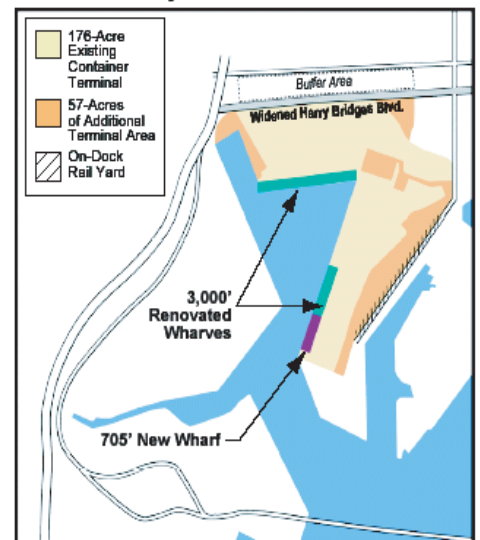 176-Acre
Existing
Container
Terminal
57-Acres
of Additional
Terminal Area
On-Dock
Rail Yard
Buffer Area
Widened Harry Bridges Blvd.
3,000'
Renovated
Wharves
705' New Wharf